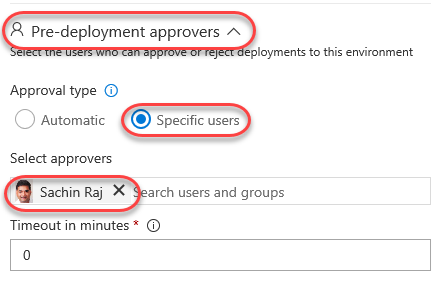 Pre-deployment approvers
Select the users who can approve or reject deployments to this environment
Approval type
Automatic
Specific users
Select approvers
Sachin Raj
Search users and groups
Timeout in minutes *
0